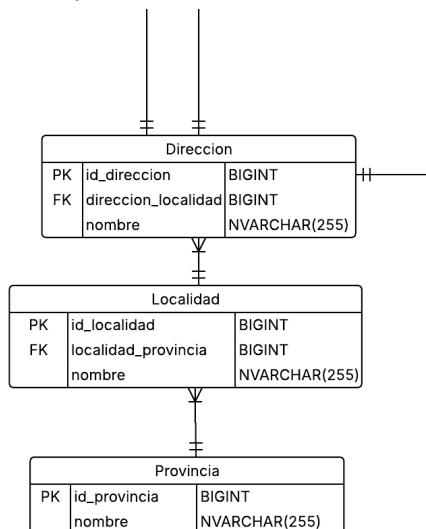 Direccion
PK id_direccion BIGINT
FK direccion_localidad BIGINT
nombre NVARCHAR(255)
Localidad
PK id_localidad BIGINT
FK localidad_provincia BIGINT
nombre NVARCHAR(255)
Provincia
PK id_provincia BIGINT
nombre NVARCHAR(255)